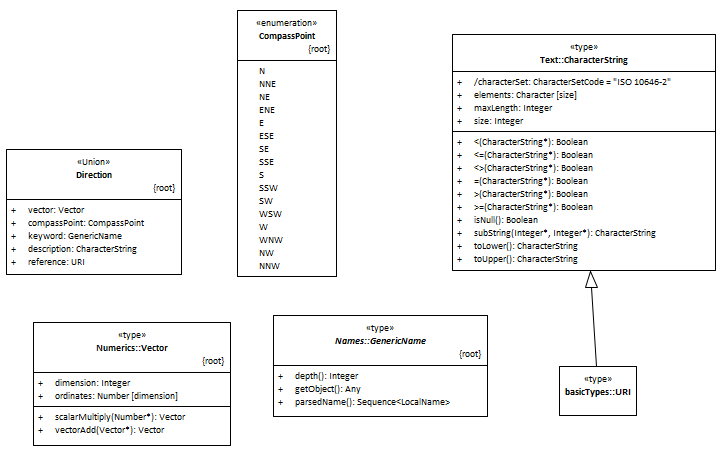 «enumeration»
CompassPoint
{root}
N
NNE
NE
ENE
E
ESE
SE
SSE
S
SSW
SW
WSW
W
WNW
NW
NNW
«type»
Text::CharacterString
+ /characterSet: CharacterSetCode = "ISO 10646-2"
+ elements: Character [size]
+ maxLength: Integer
+ size: Integer
+ <(CharacterString*): Boolean
+ <=(CharacterString*): Boolean
+ <>(CharacterString*): Boolean
+ =(CharacterString*): Boolean
+ >(CharacterString*): Boolean
+ >=(CharacterString*): Boolean
+ isNull(): Boolean
+ subString(Integer*, Integer*): CharacterString
+ toLower(): CharacterString
+ toUpper(): CharacterString
«Union»
Direction
{root}
+ vector: Vector
+ compassPoint: CompassPoint
+ keyword: GenericName
+ description: CharacterString
+ reference: URI
«type»
Numerics::Vector
{root}
+ dimension: Integer
+ ordinates: Number [dimension]
+ scalarMultiply(Number*): Vector
+ vectorAdd(Vector*): Vector
«type»
Names::GenericName
{root}
+ depth(): Integer
+ getObject(): Any
+ parsedName(): Sequence<LocalName>
«type»
basicTypes::URI